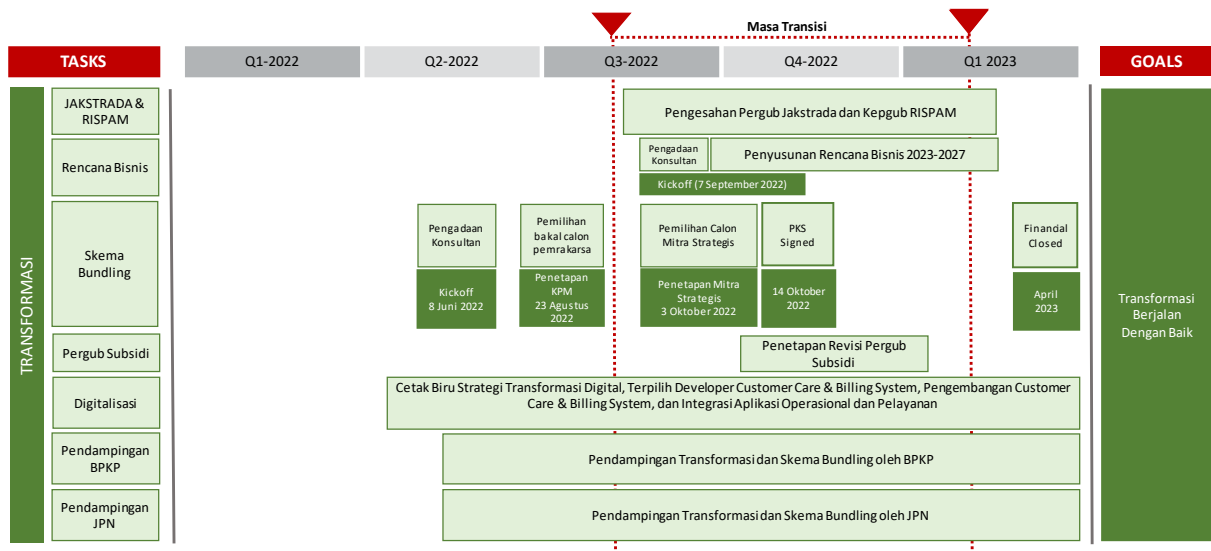 Masa Transisi
TASKS
Q1-2022
Q2-2022
Q3-2022
Q4-2022
Q1 2023
GOALS
TRANSFORMASI
JAKSTRADA &
RISPAM
Pengesahan Pergub Jakstrada dan Kepgub RISPAM
Rencana Bisnis
Pengadaan
Konsultan
Penyusunan Rencana Bisnis 2023-2027
Kickoff (7 September 2022)
Skema
Bundling
Pengadaan
Konsultan
Kickoff
8 Juni 2022
Pemilihan
bakal calon
pemrakarsa
Penetapan
KPM
23 Agustus
2022
Pemilihan Calon
Mitra Strategis
Penetapan Mitra
Strategis
3 Oktober 2022
PKS
Signed
14 Oktober
2022
Financial
Closed
April
2023
Pergub Subsidi
Penetapan Revisi Pergub
Subsidi
Digitalisasi
Cetak Biru Strategi Transformasi Digital, Terpilih Developer Customer Care & Billing System, Pengembangan Customer
Care & Billing System, dan Integrasi Aplikasi Operasional dan Pelayanan
Pendampingan
BPKP
Pendampingan Transformasi dan Skema Bundling oleh BPKP
Pendampingan
JPN
Pendampingan Transformasi dan Skema Bundling oleh JPN
Transformasi
Berjalan
Dengan Baik